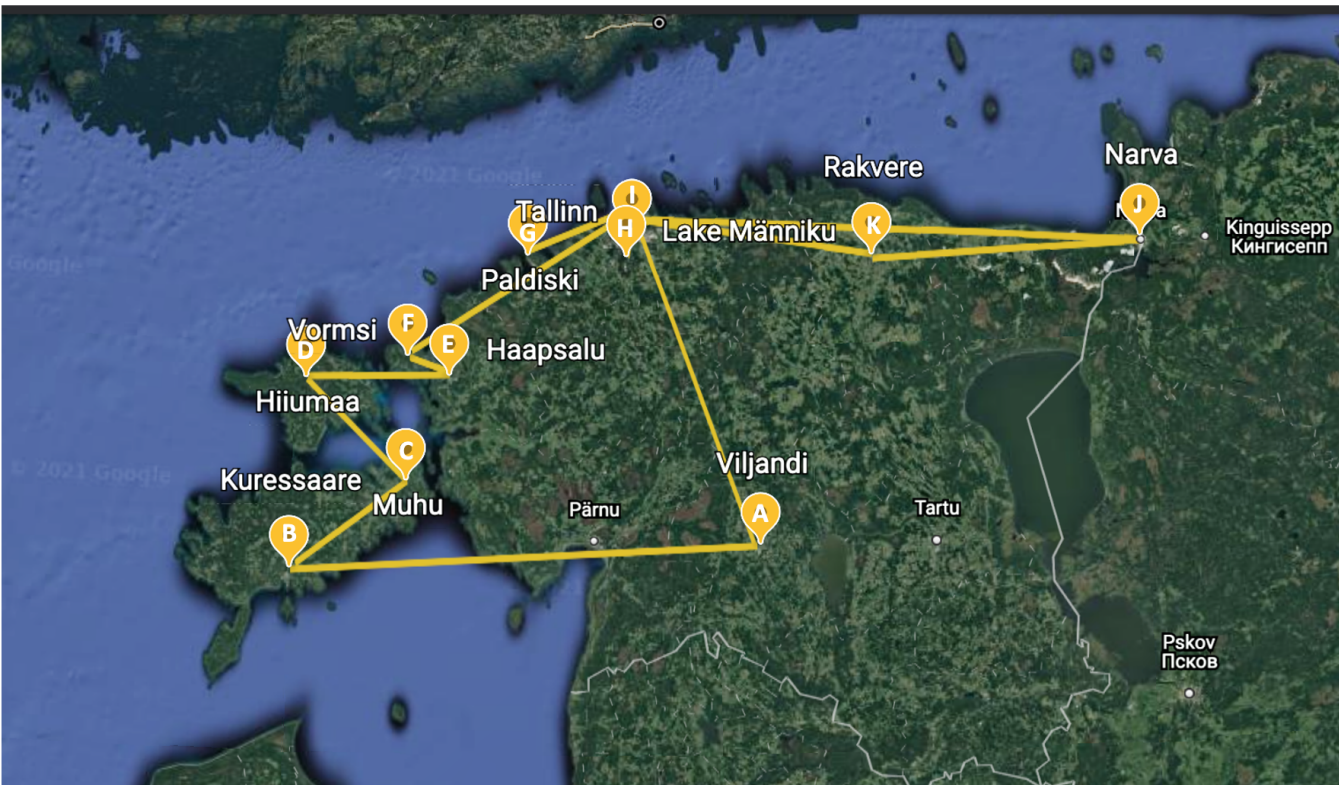 © 2021 Google
Rakvere
Narva
I
J
Tallinn
G
H
Lake Männiku
K
Kinguissepp
Кингисепп
Google
Paldiski
Vormsi
F
D
E
Haapsalu
Hiiumaa
C
© 2021 Google
Kuressaare
Muhu
Viljandi
Pärnu
A
Tartu
B
Pskov
Псков